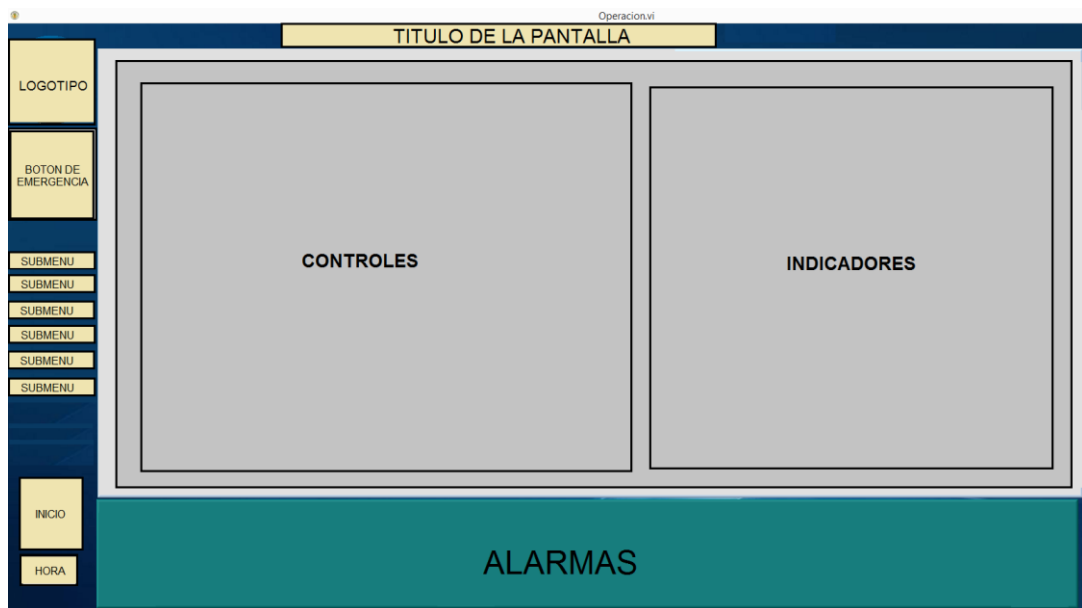 Operacion.vi
TITULO DE LA PANTALLA
LOGOTIPO
BOTON DE
EMERGENCIA
SUBMENU
SUBMENU
SUBMENU
SUBMENU
SUBMENU
SUBMENU
INICIO
HORA
CONTROLES
INDICADORES
ALARMAS